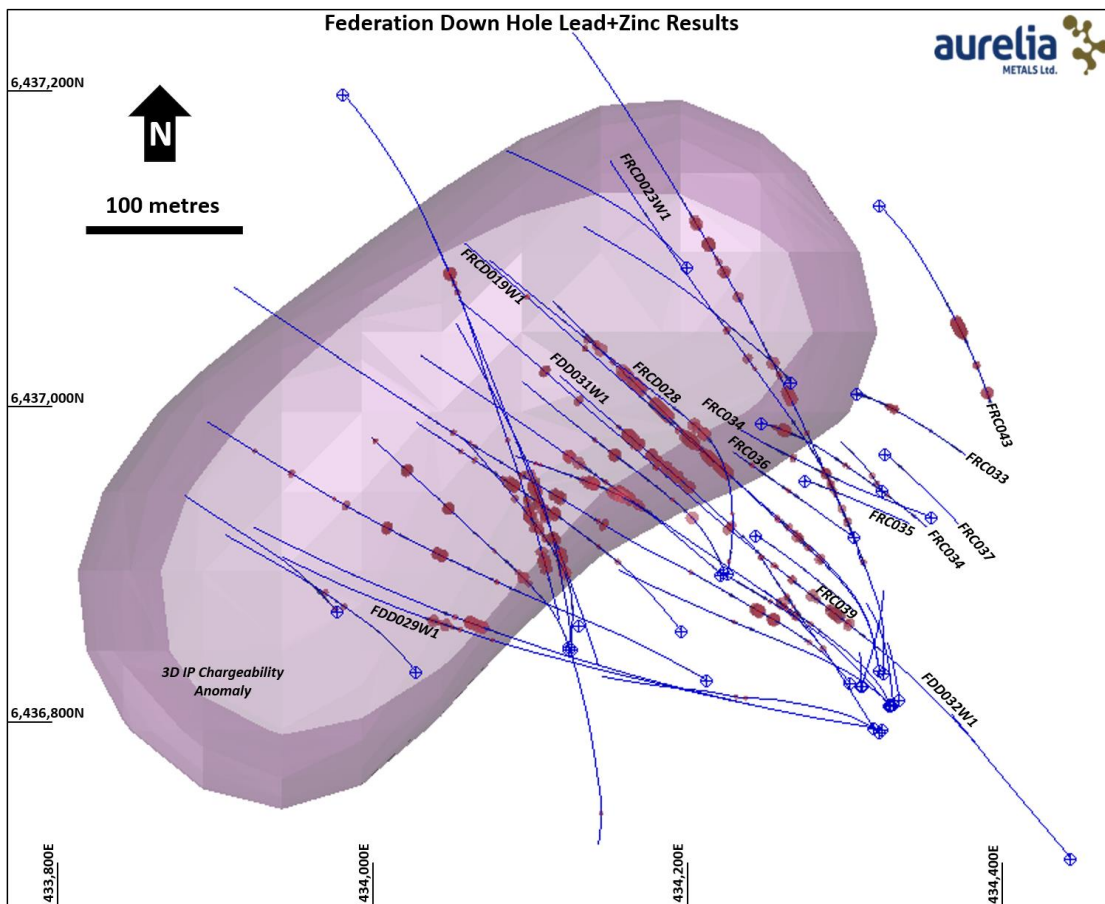 Federation Down Hole Lead+Zinc Results
aurelia
METALS Ltd.
6,437,200N
N
100 metres
FRCD023W1
FRCD019W1
FDD031W1
FRCD028
6,437,000N
FRC034
FRC036
FRC043
FRC033
FRC035
FRC034
FRC037
FRC039
FDD029W1
3D IP Chargeability
Anomaly
6,436,800N
FDD032W1
433,800E
434,000E
434,200E
434,400E